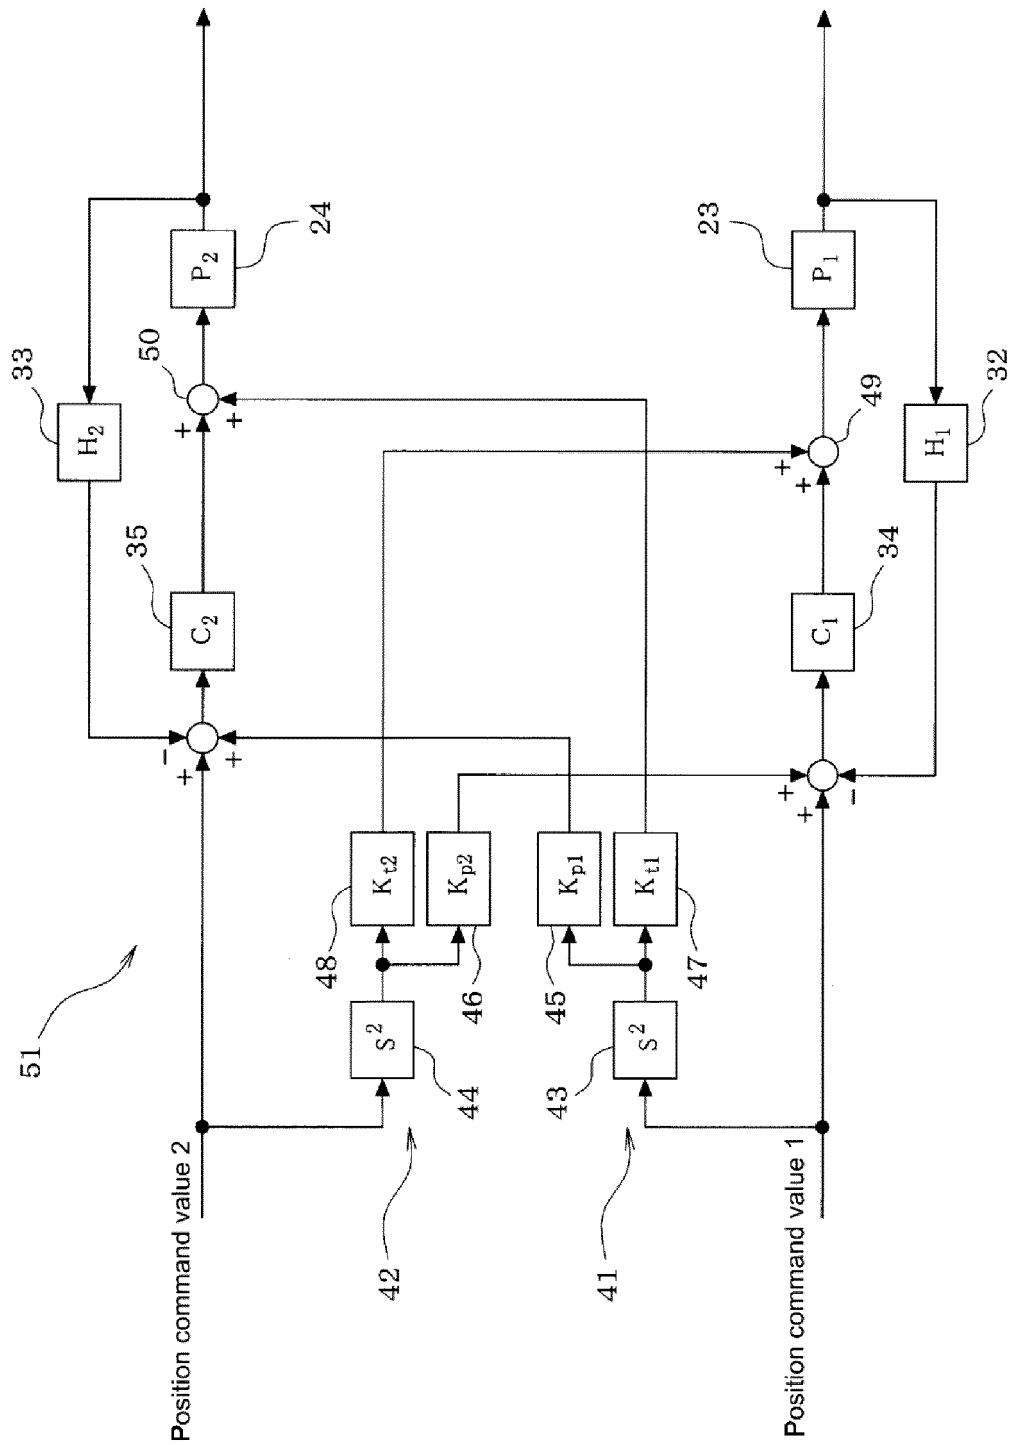 51
Position command value 2
33
H2
35
C2
50
P2
24
−
+
+
+
+
42
44
S²
48
Kt2
46
Kp2
45
Kp1
47
Kt1
43
S²
41
Position command value 1
+
+
−
C1
34
+
+
49
P1
23
H1
32